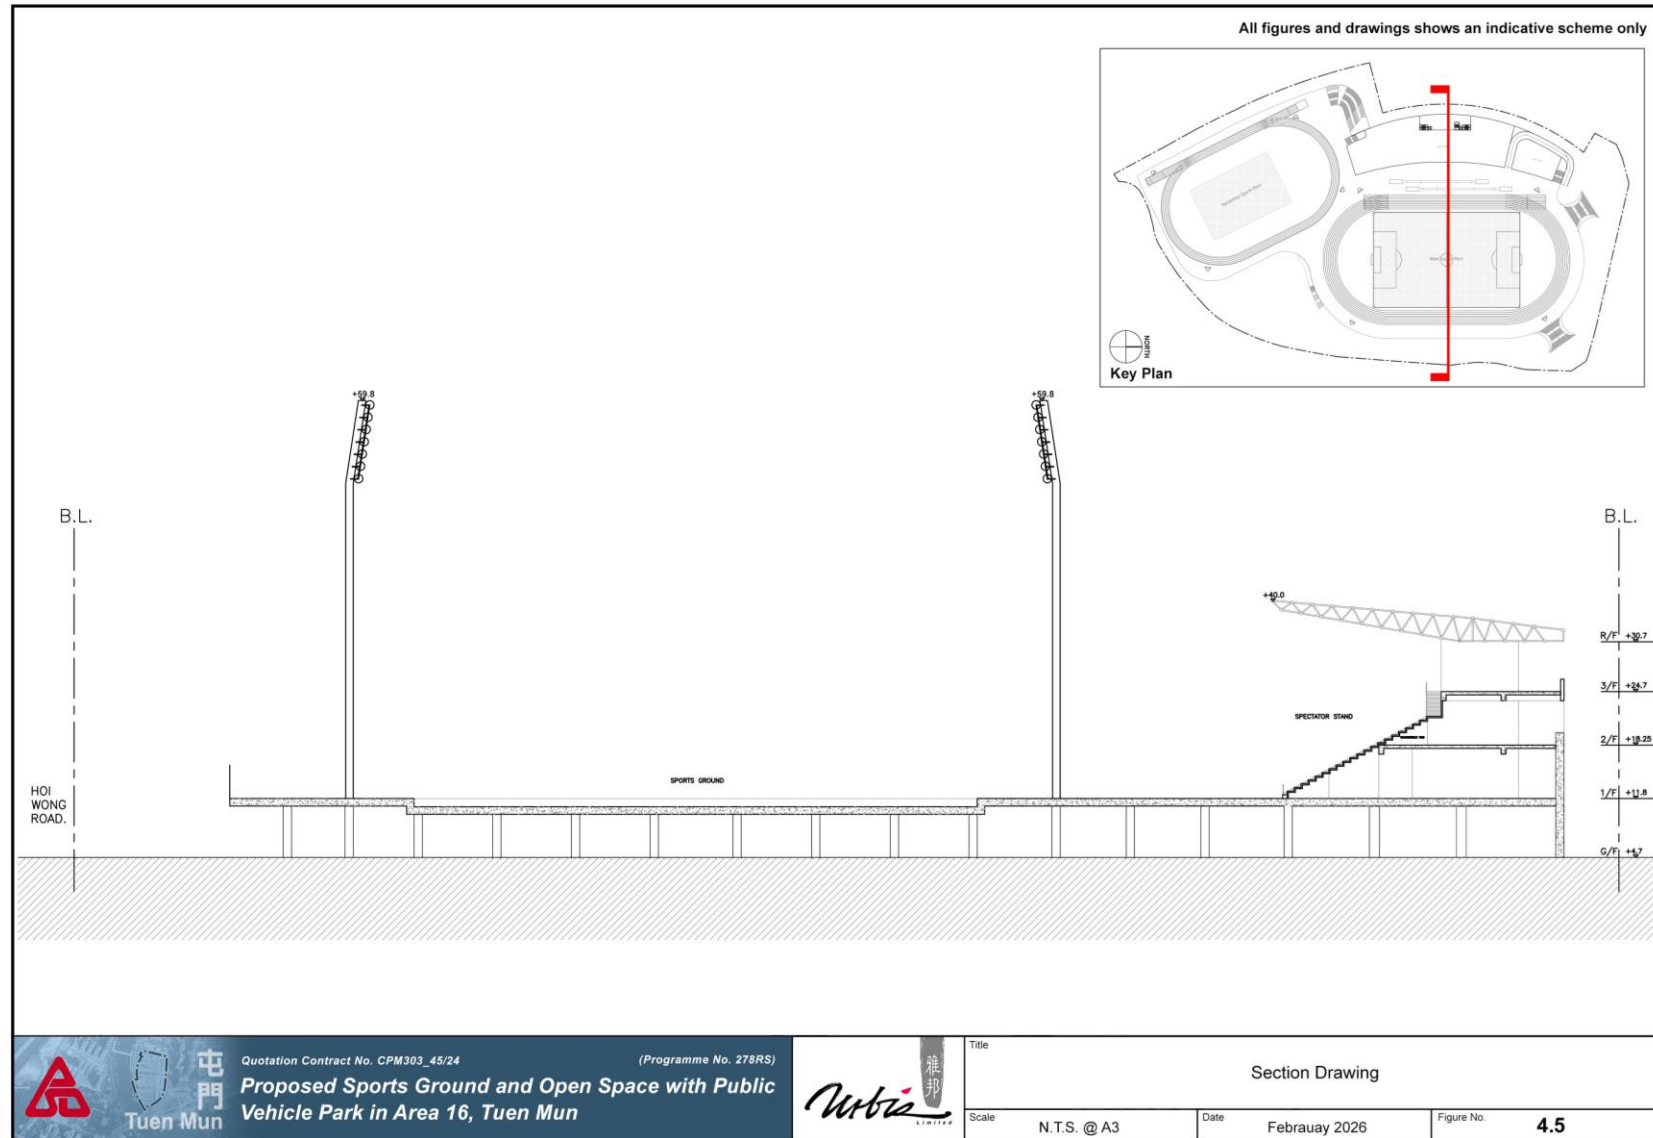 All figures and drawings shows an indicative scheme only
NORTH
Key Plan
+59.8
+59.8
B.L.
B.L.
+40.0
R/F +30.7
3/F +24.7
SPECTATOR STAND
2/F +18.25
SPORTS GROUND
HOI
WONG
ROAD.
1/F +11.8
G/F +4.7
屯門
Tuen Mun
Quotation Contract No. CPM303_45/24
(Programme No. 278RS)
Proposed Sports Ground and Open Space with Public
Vehicle Park in Area 16, Tuen Mun
urbis
Limited
雅邦
Title
Section Drawing
Scale
N.T.S. @ A3
Date
Febrauay 2026
Figure No.
4.5